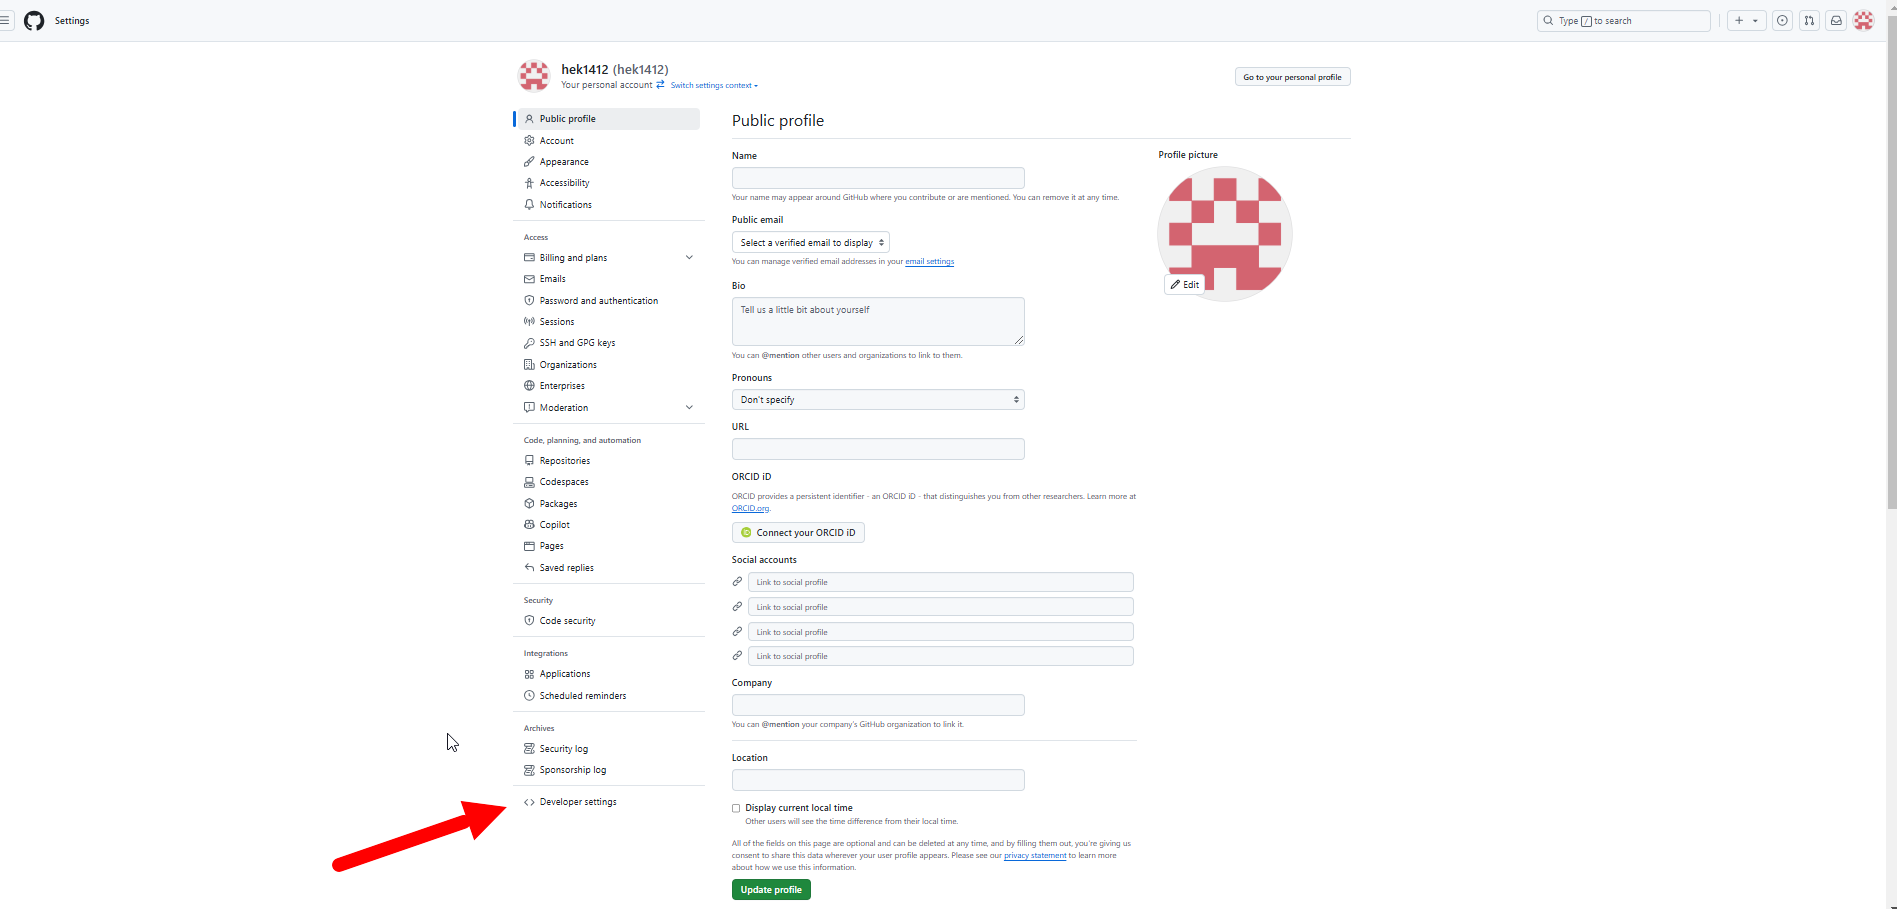 Settings
Type / to search
hek1412 (hek1412)
Your personal account Switch settings context
Go to your personal profile
Public profile
Account
Appearance
Accessibility
Notifications
Access
Billing and plans
Emails
Password and authentication
Sessions
SSH and GPG keys
Organizations
Enterprises
Moderation
Code, planning, and automation
Repositories
Codespaces
Packages
Copilot
Pages
Saved replies
Security
Code security
Integrations
Applications
Scheduled reminders
Archives
Security log
Sponsorship log
Developer settings
Public profile
Name
Your name may appear around GitHub where you contribute or are mentioned. You can remove it at any time.
Public email
Select a verified email to display
You can manage verified email addresses in your email settings
Bio
Tell us a little bit about yourself
You can @mention other users and organizations to link to them.
Pronouns
Don't specify
URL
ORCID iD
ORCID provides a persistent identifier - an ORCID iD - that distinguishes you from other researchers. Learn more at
ORCID.org.
iD Connect your ORCID iD
Social accounts
Link to social profile
Link to social profile
Link to social profile
Link to social profile
Company
You can @mention your company's GitHub organization to link it.
Location
Display current local time
Other users will see the time difference from their local time.
All of the fields on this page are optional and can be deleted at any time, and by filling them out, you're giving us
consent to share this data wherever your user profile appears. Please see our privacy statement to learn more
about how we use this information.
Update profile
Profile picture
Edit